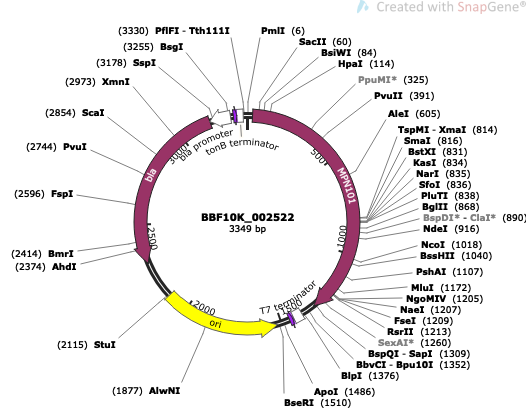 Created with SnapGene®
(3330) PflFI - Tth111I
(3255) BsgI
(3178) SspI
(2973) XmnI
(2854) ScaI
(2744) PvuI
(2596) FspI
(2414) BmrI
(2374) AhdI
(2115) StuI
(1877) AlwNI
PmlI (6)
SacII (60)
BsiWI (84)
HpaI (114)
PpuMI* (325)
PvuII (391)
AleI (605)
TspMI - XmaI (814)
SmaI (816)
BstXI (831)
KasI (834)
NarI (835)
SfoI (836)
PluTI (838)
BglII (868)
BspDI* - ClaI* (890)
NdeI (916)
NcoI (1018)
BssHII (1040)
PshAI (1107)
MluI (1172)
NgoMIV (1205)
NaeI (1207)
FseI (1209)
RsrII (1213)
SexAI* (1260)
BspQI - SapI (1309)
BbvCI - Bpu10I (1352)
BlpI (1376)
ApoI (1486)
BseRI (1510)
bla promoter
tonB terminator
bla
MPN101
T7 terminator
ori
500
1000
1500
2000
2500
3000
BBF10K_002522
3349 bp